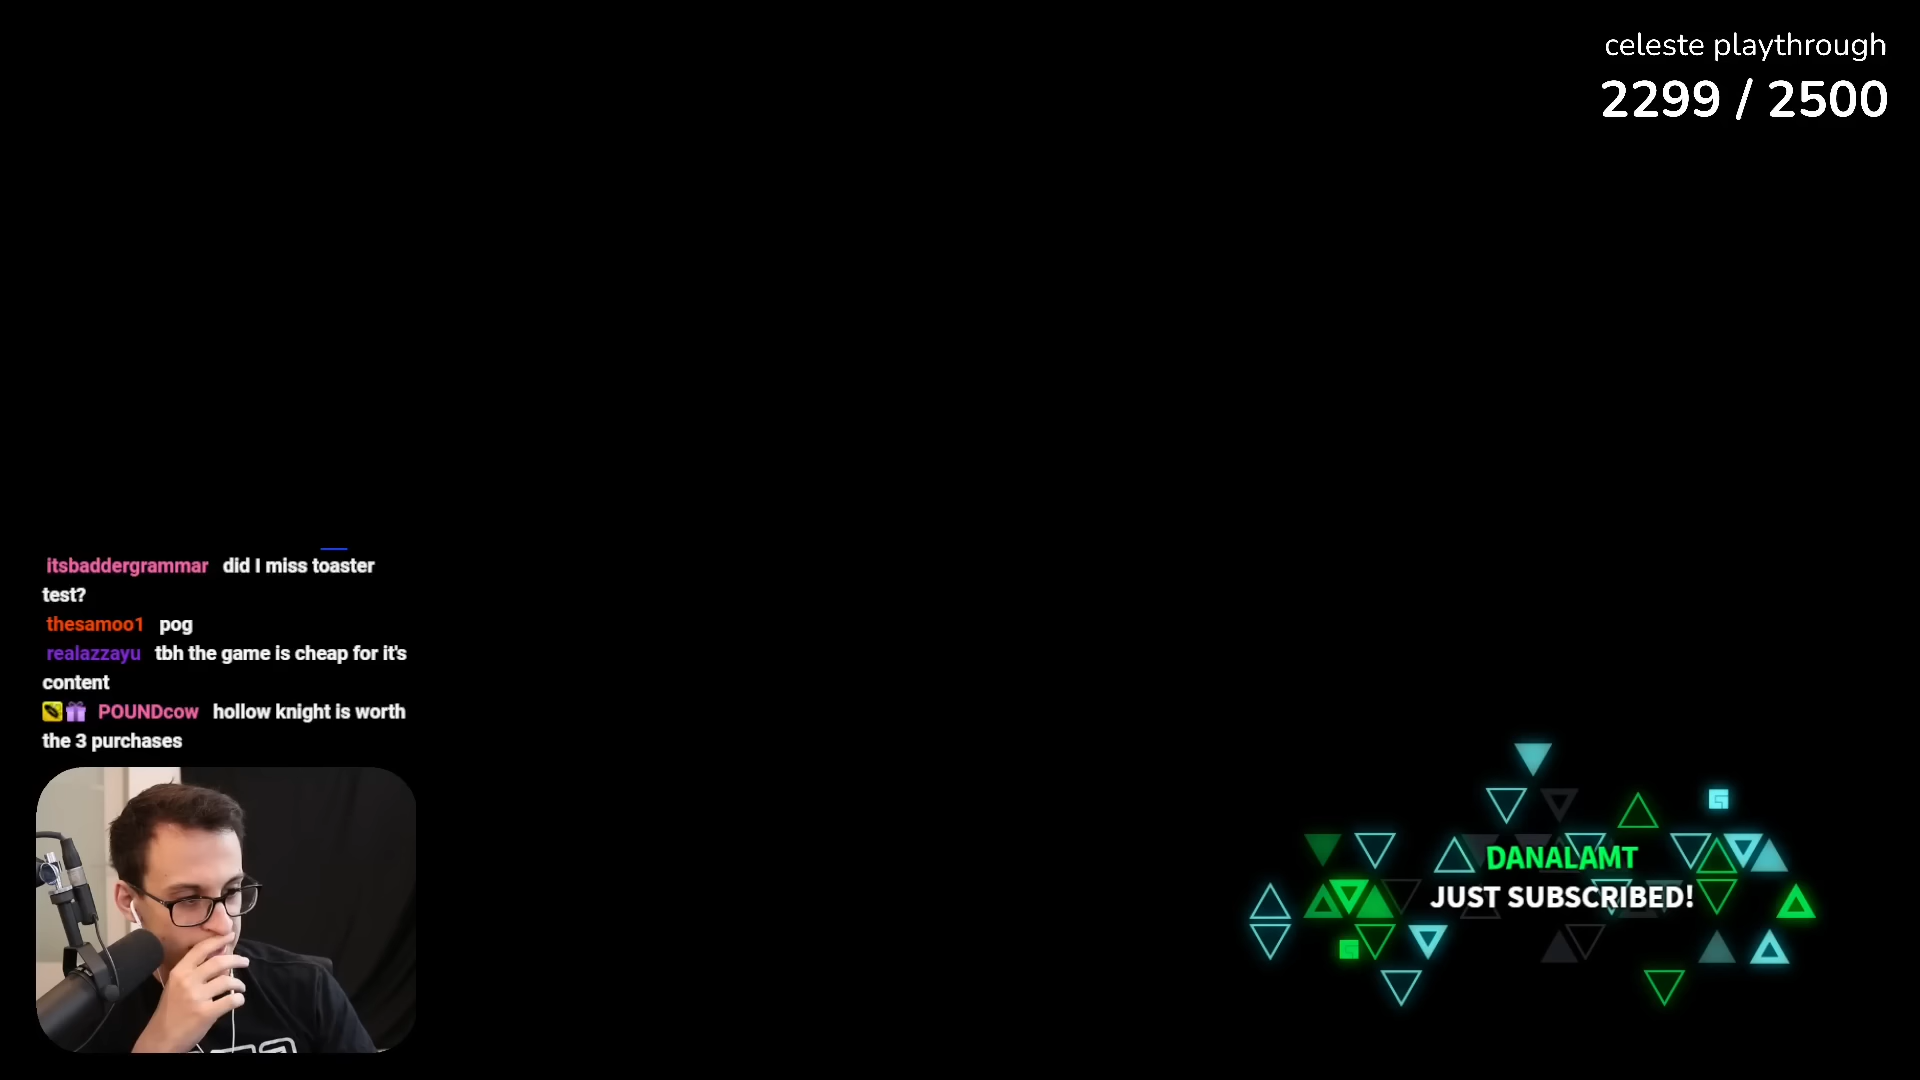 celeste playthrough
2299 / 2500
itsbaddergrammar did I miss toaster
test?
thesamoo1 pog
realazzayu tbh the game is cheap for it's
content
POUNDcow hollow knight is worth
the 3 purchases
DANALAMT
JUST SUBSCRIBED!